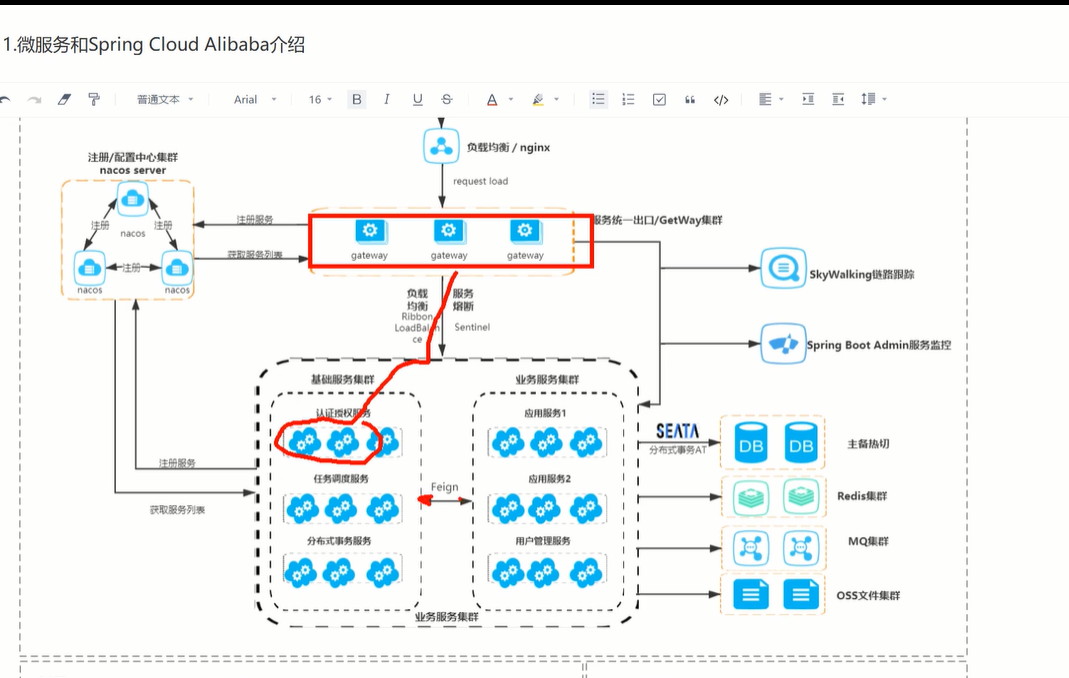 1.微服务和Spring Cloud Alibaba介绍
普通文本 Arial 16 B I U S A
负载均衡 / nginx
request load
注册/配置中心集群
nacos server
注册 注册
nacos
注册
nacos nacos
注册服务
获取服务列表
服务统一出口/GetWay集群
gateway gateway gateway
SkyWalking链路跟踪
负载
均衡
Ribbon
LoadBalan
ce
服务
熔断
Sentinel
Spring Boot Admin服务监控
基础服务集群 业务服务集群
认证授权服务 应用服务1
SEATA
分布式事务AT
DB DB 主备热切
注册服务
任务调度服务 Feign 应用服务2
Redis集群
获取服务列表
分布式事务服务 用户管理服务
MQ集群
OSS文件集群
业务服务集群